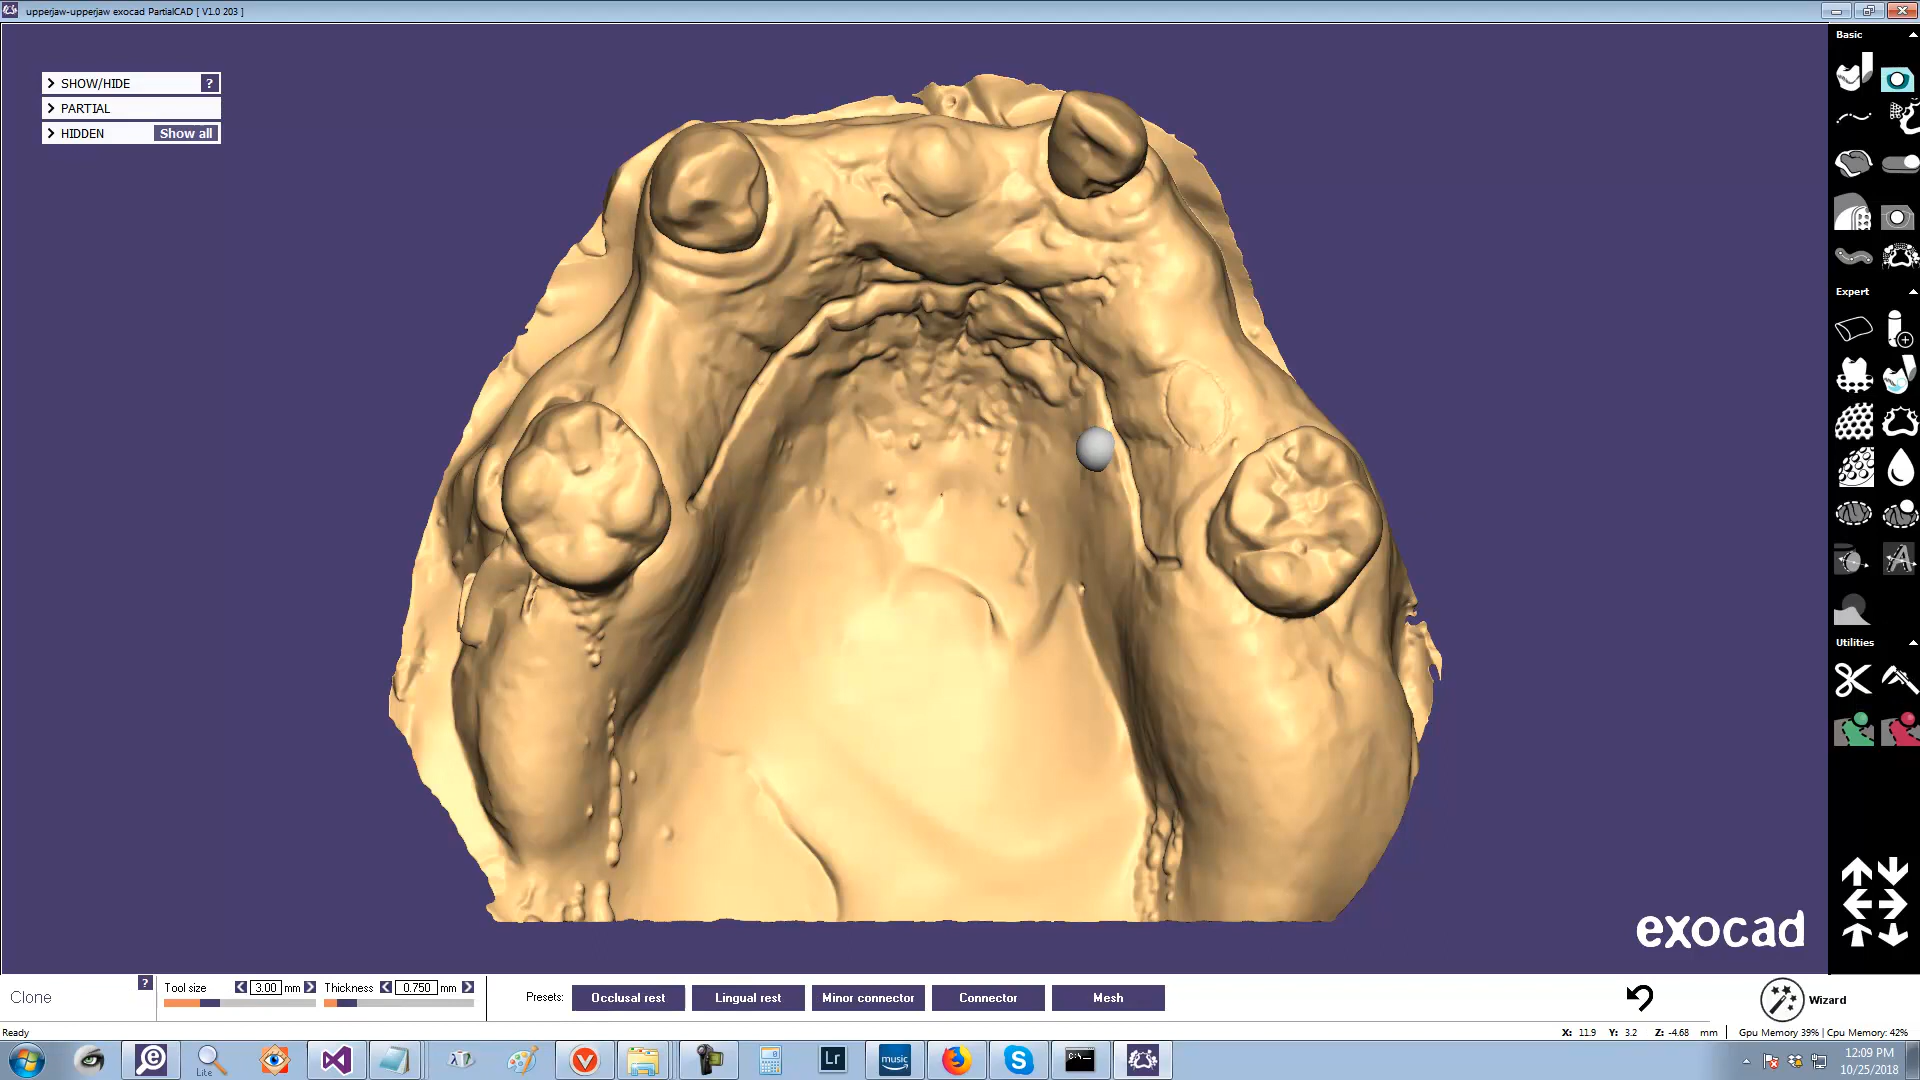 upperjaw-upperjaw exocad PartialCAD [ V1.0 203 ]
SHOW/HIDE ?
PARTIAL
HIDDEN Show all
Basic
Expert
Utilities
exocad
Clone ?
Tool size 3.00 mm Thickness 0.750 mm
Presets: Occlusal rest Lingual rest Minor connector Connector Mesh
Wizard
Ready
X: 11.9 Y: 3.2 Z: -4.68 mm Gpu Memory 39% | Cpu Memory: 42%
Lite
Lr
music
C:\_
12:09 PM
10/25/2018